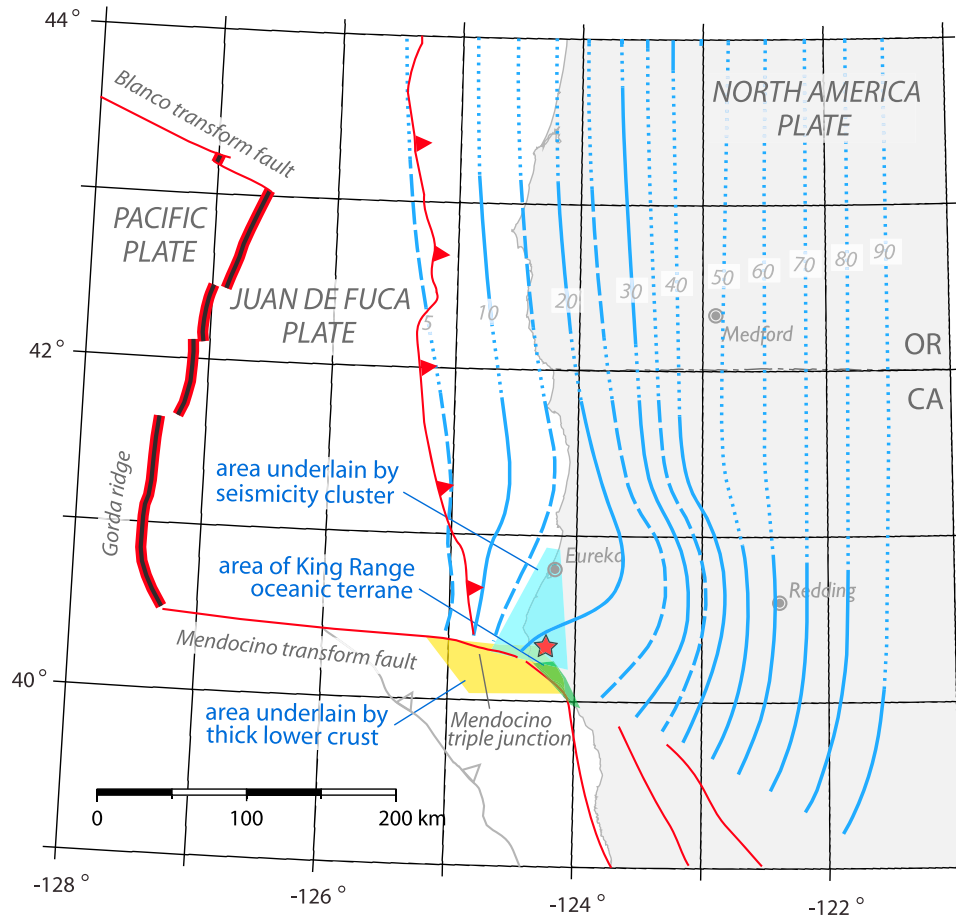 44°
Blanco
transform fault
NORTH AMERICA
PLATE
PACIFIC
PLATE
JUAN DE FUCA
PLATE
5
10
20
30
40
50
60
70
80
90
Medford
42°
OR
CA
area underlain by
seismicity cluster
Gorda ridge
Eureka
area of King Range
oceanic terrane
Redding
Mendocino transform fault
40°
area underlain by
thick lower crust
Mendocino
triple junction
0
100
200 km
-128°
-126°
-124°
-122°